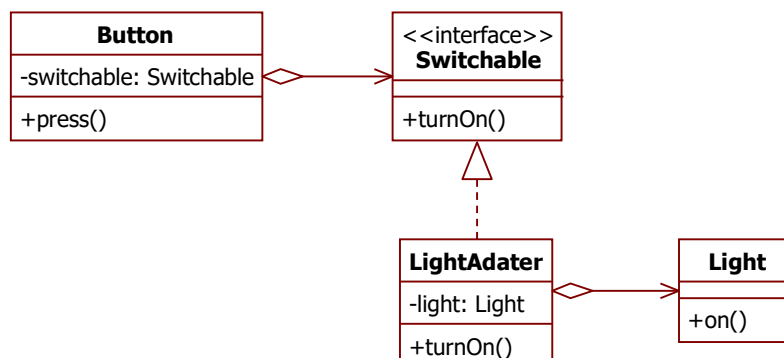 Button
-switchable: Switchable
+press()
<<interface>>
Switchable
+turnOn()
LightAdater
-light: Light
+turnOn()
Light
+on()